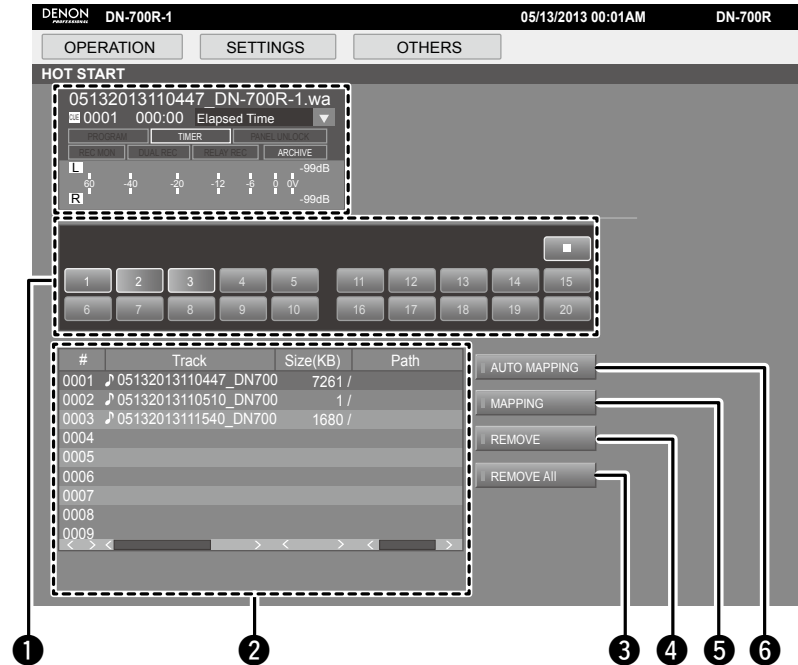 DENON PROFESSIONAL DN-700R-1 05/13/2013 00:01AM DN-700R
OPERATION SETTINGS OTHERS
HOT START
05132013110447_DN-700R-1.wa
CUE 0001 000:00 Elapsed Time
PROGRAM TIMER PANEL UNLOCK
REC MON DUAL REC RELAY REC ARCHIVE
L -99dB
60 -40 -20 -12 -6 0 0V
R -99dB
1 2 3 4 5 11 12 13 14 15
6 7 8 9 10 16 17 18 19 20
# Track Size(KB) Path
0001 05132013110447_DN700 7261 /
0002 05132013110510_DN700 1 /
0003 05132013111540_DN700 1680 /
0004
0005
0006
0007
0008
0009
AUTO MAPPING
MAPPING
REMOVE
REMOVE All
1 2 3 4 5 6